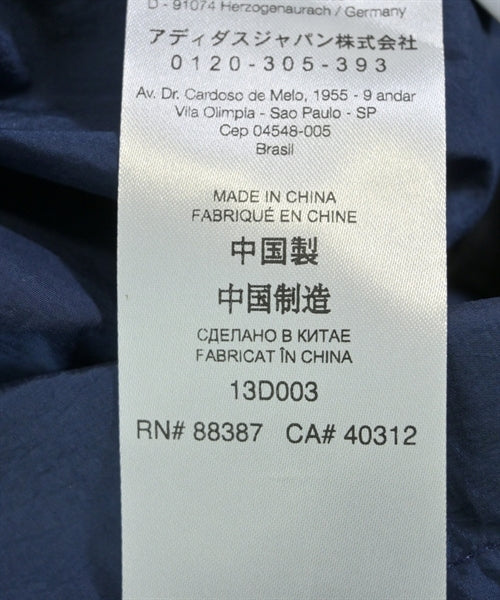 D - 91074 Herzogenaurach / Germany
アディダスジャパン株式会社
0120-305-393
Av. Dr. Cardoso de Melo, 1955 - 9 andar
Vila Olimpia - Sao Paulo - SP
Cep 04548-005
Brasil
MADE IN CHINA
FABRIQUÉ EN CHINE
中国製
中国制造
СДЕЛАНО В КИТАЕ
FABRICAT ÎN CHINA
13D003
RN# 88387 CA# 40312